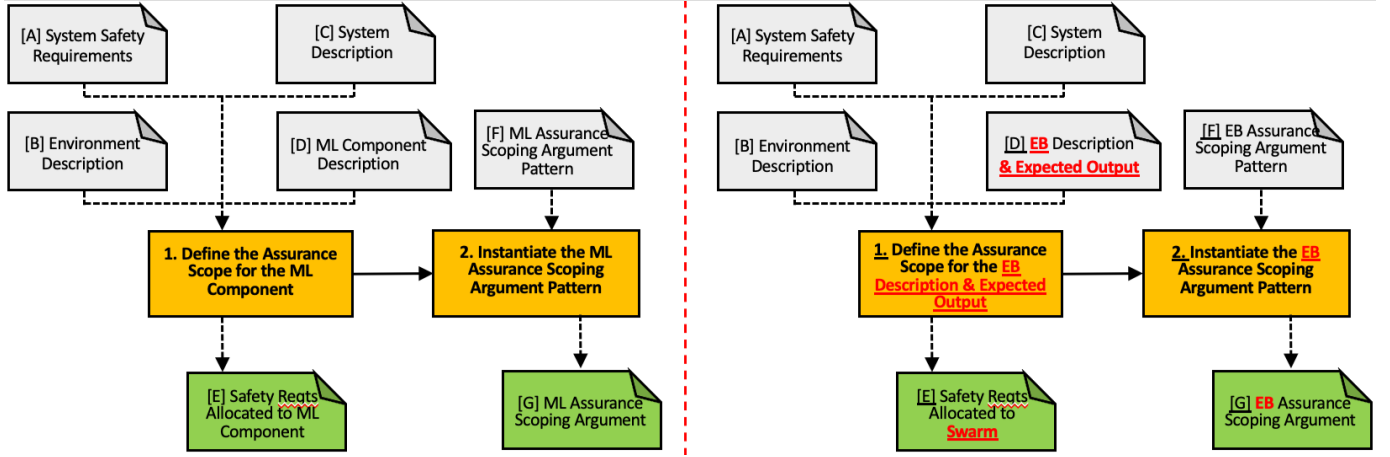 [A] System Safety
Requirements
[C] System
Description
[B] Environment
Description
[D] ML Component
Description
[F] ML Assurance
Scoping Argument
Pattern
1. Define the Assurance
Scope for the ML
Component
2. Instantiate the ML
Assurance Scoping
Argument Pattern
[E] Safety Reqts
Allocated to ML
Component
[G] ML Assurance
Scoping Argument
[A] System Safety
Requirements
[C] System
Description
[B] Environment
Description
[D] EB Description
& Expected Output
[F] EB Assurance
Scoping Argument
Pattern
1. Define the Assurance
Scope for the EB
Description & Expected
Output
2. Instantiate the EB
Assurance Scoping
Argument Pattern
[E] Safety Reqts
Allocated to
Swarm
[G] EB Assurance
Scoping Argument